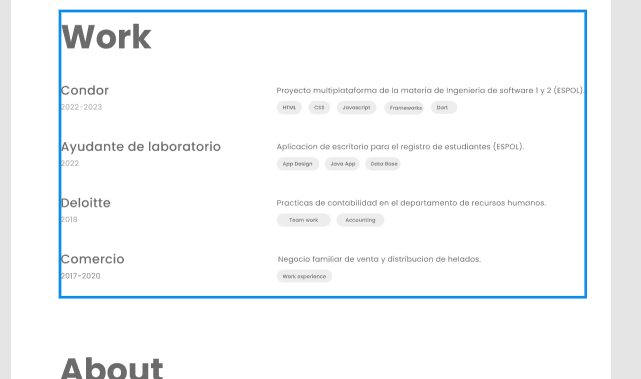 Work
Condor
2022-2023
Proyecto multiplataforma de la materia de Ingenieria de software 1 y 2 (ESPOL).
HTML CSS Javascript Frameworks Dart
Ayudante de laboratorio
2022
Aplicacion de escritorio para el registro de estudiantes (ESPOL).
App Design Java App Data Base
Deloitte
2018
Practicas de contabilidad en el departamento de recursos humanos.
Team work Accounting
Comercio
2017-2020
Negocio familiar de venta y distribucion de helados.
Work experience
About